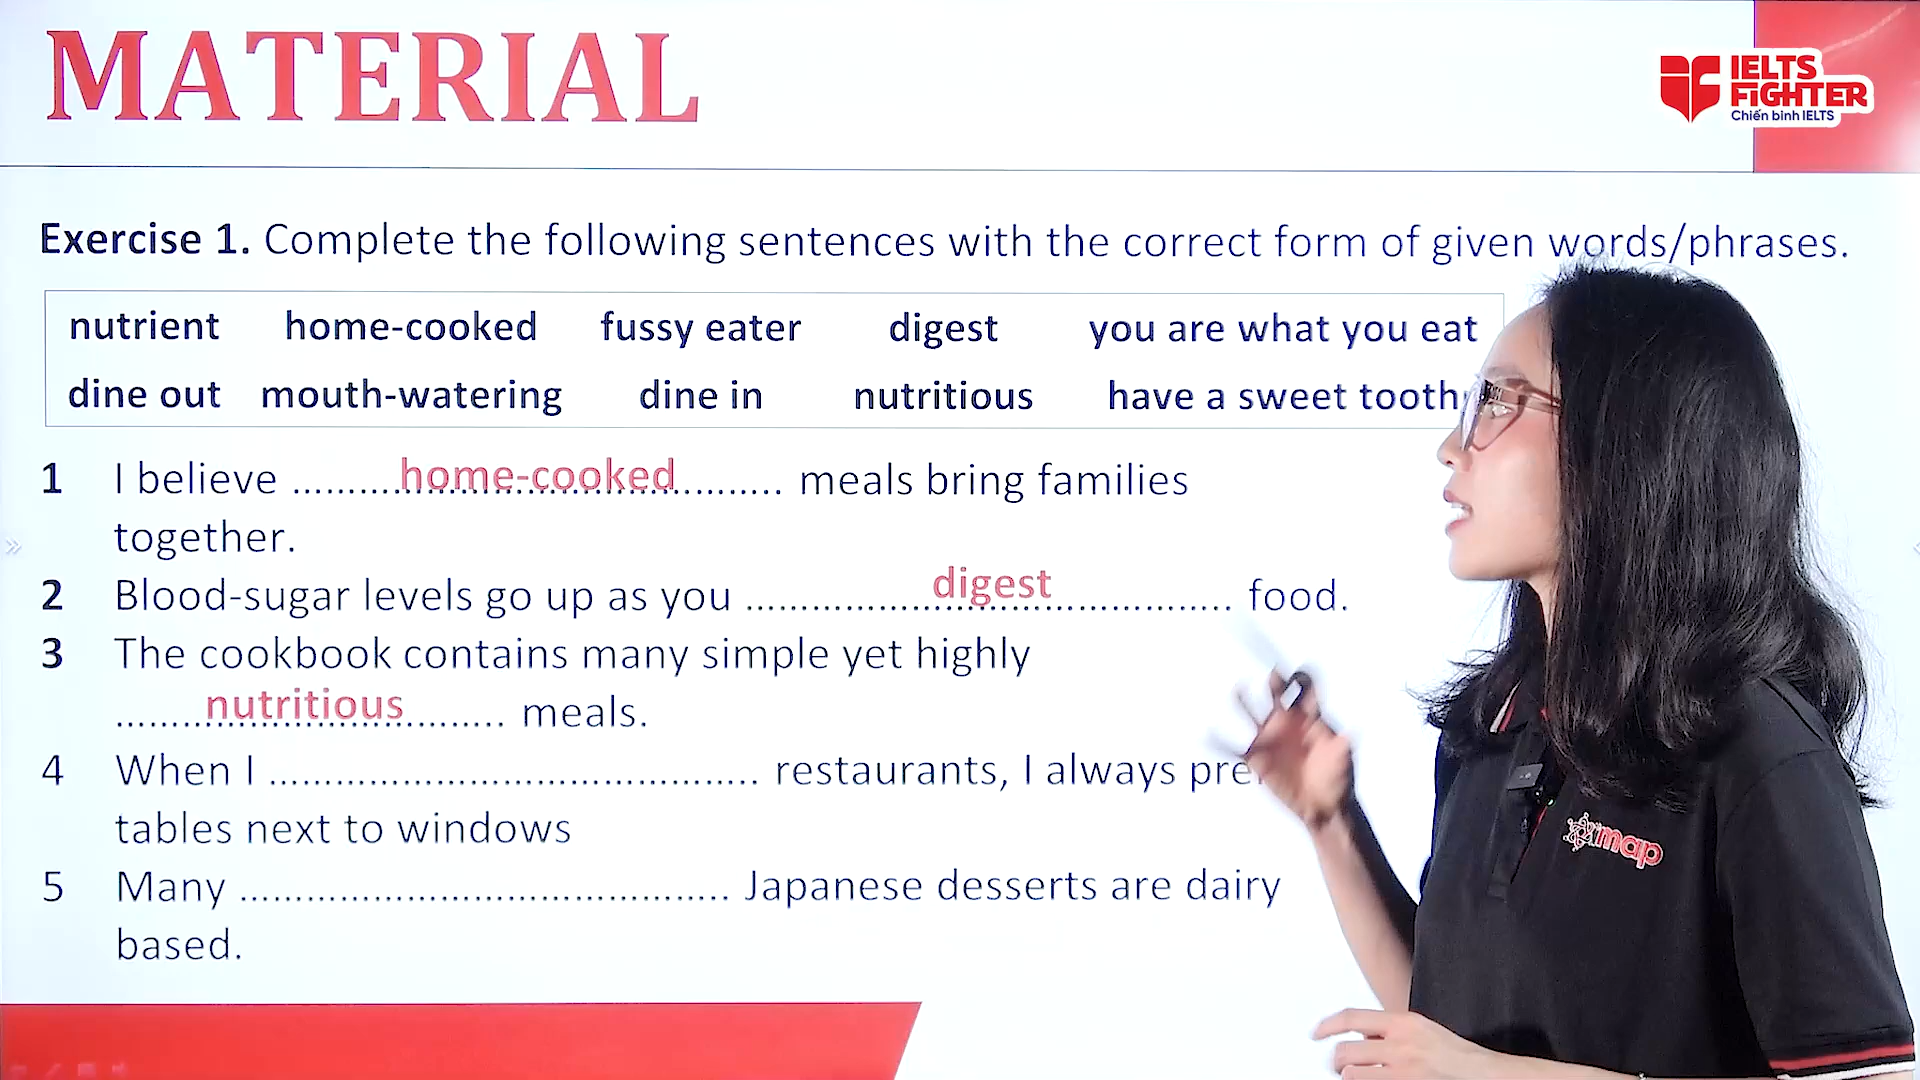 MATERIAL
IELTS
FIGHTER
Chiến binh IELTS
Exercise 1. Complete the following sentences with the correct form of given words/phrases.
nutrient home-cooked fussy eater digest you are what you eat
dine out mouth-watering dine in nutritious have a sweet tooth
1 I believe ................home-cooked................ meals bring families
together.
2 Blood-sugar levels go up as you ................digest................ food.
3 The cookbook contains many simple yet highly
............nutritious............ meals.
4 When I ................................ restaurants, I always
tables next to windows
5 Many ................................ Japanese desserts are dairy
based.
map